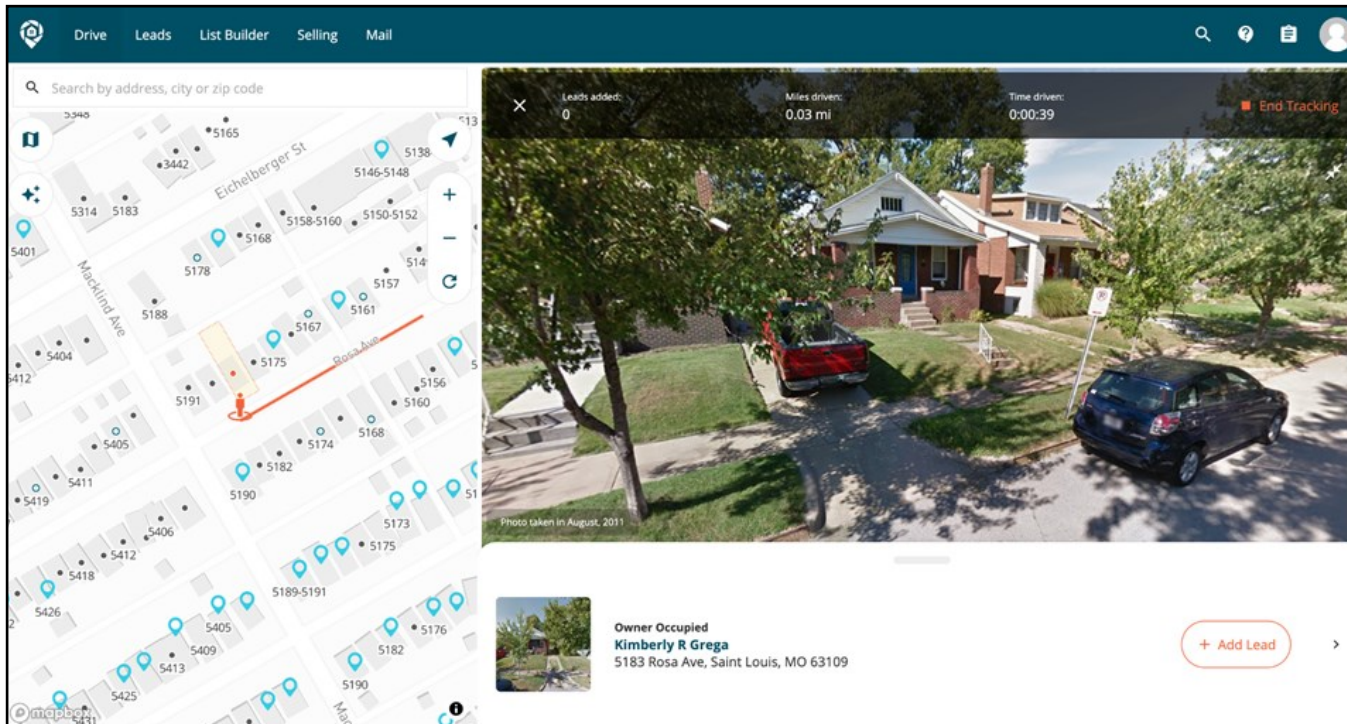 Drive Leads List Builder Selling Mail
Search by address, city or zip code
Leads added:
0
Miles driven:
0.03 mi
Time driven:
0:00:39
End Tracking
5348
5165
3442
Eichelberger St
5138
5146-5148
5314
5183
5158-5160
5150-5152
5168
5401
5178
Macklind Ave
5157
5188
5161
5167
5404
5175
Rosa Ave
5412
5191
5156
5160
5405
5168
5174
5411
5182
5419
5190
5406
5173
5412
5175
5418
5189-5191
5426
5405
5176
5409
5182
5413
5425
5190
5431
mapbox
Photo taken in August, 2011
Owner Occupied
Kimberly R Grega
5183 Rosa Ave, Saint Louis, MO 63109
+ Add Lead